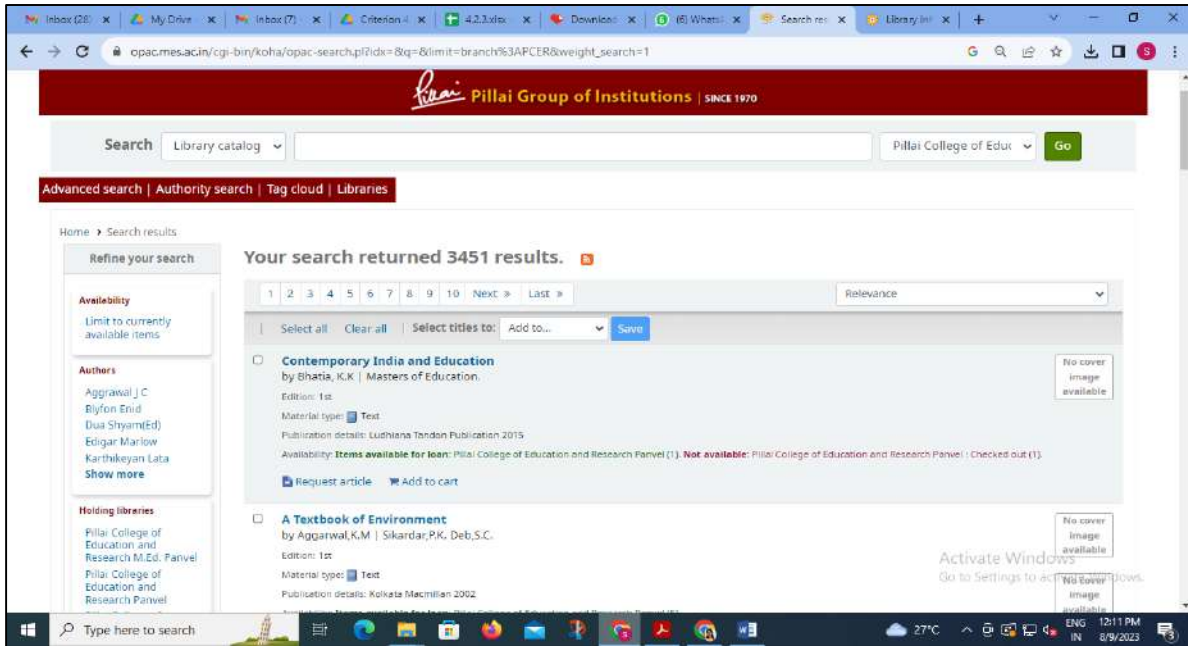 Inbox (28)
My Drive -
Inbox (7) -
Criterion 4
4.2.3.xlsx
Download
(6) Whats
Search res
Library In
opac.mes.ac.in/cgi-bin/koha/opac-search.pl?idx=&q=&limit=branch%3APCER&weight_search=1
Pillai Pillai Group of Institutions | SINCE 1970
Search Library catalog Pillai College of Educ Go
Advanced search | Authority search | Tag cloud | Libraries
Home > Search results
Refine your search
Availability
Limit to currently
available items
Authors
Aggrawal J C
Blyfon Enid
Dua Shyam(Ed)
Edigar Marlow
Karthikeyan Lata
Show more
Holding libraries
Pillai College of
Education and
Research M.Ed. Panvel
Pillai College of
Education and
Research Panvel
Your search returned 3451 results.
1 2 3 4 5 6 7 8 9 10 Next » Last »
Relevance
| Select all Clear all | Select titles to: Add to... Save
Contemporary India and Education
by Bhatia, K.K | Masters of Education.
Edition: 1st
Material type: Text
Publication details: Ludhiana Tandon Publication 2015
Availability: Items available for loan: Pillai College of Education and Research Panvel (1). Not available: Pillai College of Education and Research Panvel : Checked out (1).
Request article Add to cart
No cover
image
available
A Textbook of Environment
by Aggarwal,K.M | Sikardar,P.K. Deb,S.C.
Edition: 1st
Material type: Text
Publication details: Kolkata Macmillan 2002
No cover
image
available
No cover
image
available
Activate Windows
Go to Settings to activate Windows.
Type here to search
27°C
ENG
IN
12:11 PM
8/9/2023